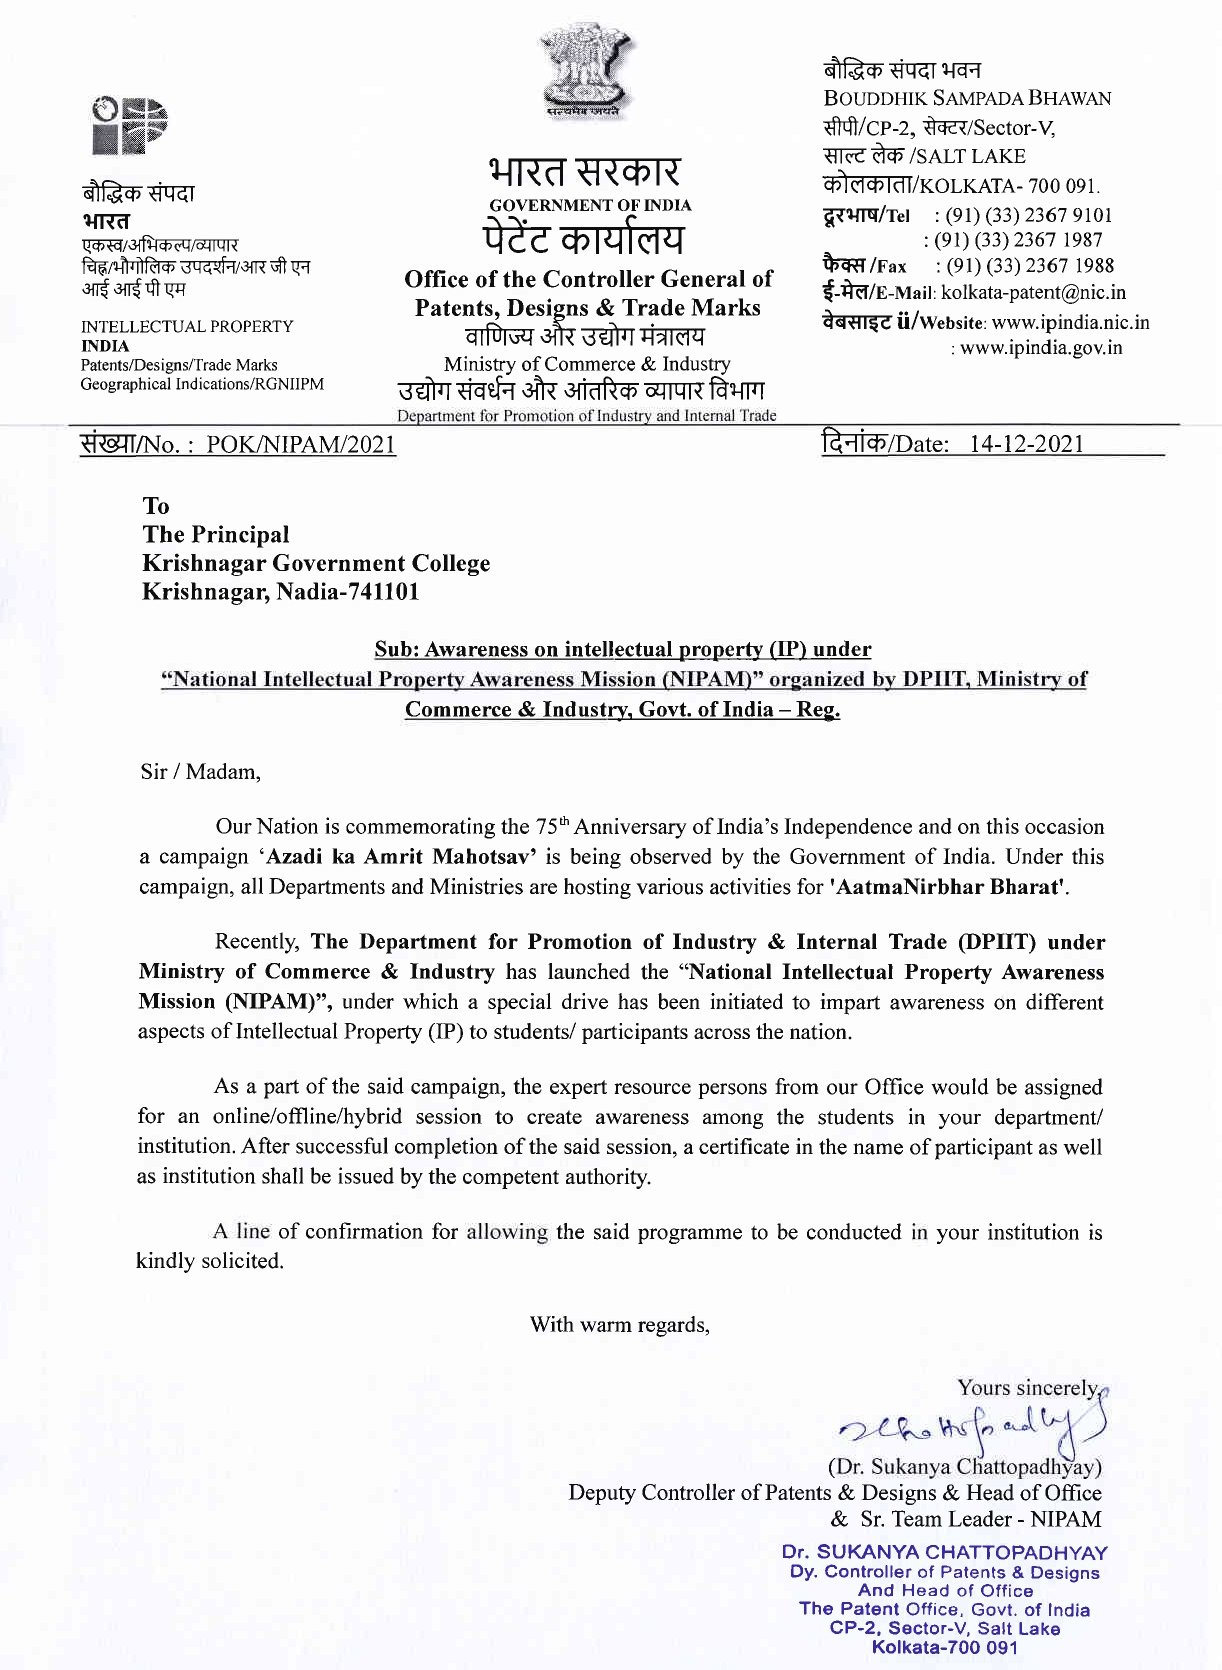 सत्यमेव जयते
बौद्धिक संपदा
भारत
एकस्व/अभिकल्प/व्यापार
चिह्न/भौगोलिक उपदर्शन/आर जी एन
आई आई पी एम
INTELLECTUAL PROPERTY
INDIA
Patents/Designs/Trade Marks
Geographical Indications/RGNIIPM
भारत सरकार
GOVERNMENT OF INDIA
पेटेंट कार्यालय
Office of the Controller General of
Patents, Designs & Trade Marks
वाणिज्य और उद्योग मंत्रालय
Ministry of Commerce & Industry
उद्योग संवर्धन और आंतरिक व्यापार विभाग
Department for Promotion of Industry and Internal Trade
बौद्धिक संपदा भवन
BOUDDHIK SAMPADA BHAWAN
सीपी/CP-2, सेक्टर/Sector-V,
साल्ट लेक /SALT LAKE
कोलकाता/KOLKATA- 700 091.
दूरभाष/Tel : (91) (33) 2367 9101
: (91) (33) 2367 1987
फैक्स /Fax : (91) (33) 2367 1988
ई-मेल/E-Mail: kolkata-patent@nic.in
वेबसाइट ü/Website: www.ipindia.nic.in
: www.ipindia.gov.in
संख्या/No. : POK/NIPAM/2021
दिनांक/Date: 14-12-2021
To
The Principal
Krishnagar Government College
Krishnagar, Nadia-741101
Sub: Awareness on intellectual property (IP) under
“National Intellectual Property Awareness Mission (NIPAM)” organized by DPIIT, Ministry of
Commerce & Industry, Govt. of India – Reg.
Sir / Madam,
Our Nation is commemorating the 75th Anniversary of India’s Independence and on this occasion
a campaign ‘Azadi ka Amrit Mahotsav’ is being observed by the Government of India. Under this
campaign, all Departments and Ministries are hosting various activities for 'AatmaNirbhar Bharat'.
Recently, The Department for Promotion of Industry & Internal Trade (DPIIT) under
Ministry of Commerce & Industry has launched the “National Intellectual Property Awareness
Mission (NIPAM)”, under which a special drive has been initiated to impart awareness on different
aspects of Intellectual Property (IP) to students/ participants across the nation.
As a part of the said campaign, the expert resource persons from our Office would be assigned
for an online/offline/hybrid session to create awareness among the students in your department/
institution. After successful completion of the said session, a certificate in the name of participant as well
as institution shall be issued by the competent authority.
A line of confirmation for allowing the said programme to be conducted in your institution is
kindly solicited.
With warm regards,
Yours sincerely,
(Dr. Sukanya Chattopadhyay)
Deputy Controller of Patents & Designs & Head of Office
& Sr. Team Leader - NIPAM
Dr. SUKANYA CHATTOPADHYAY
Dy. Controller of Patents & Designs
And Head of Office
The Patent Office, Govt. of India
CP-2, Sector-V, Salt Lake
Kolkata-700 091